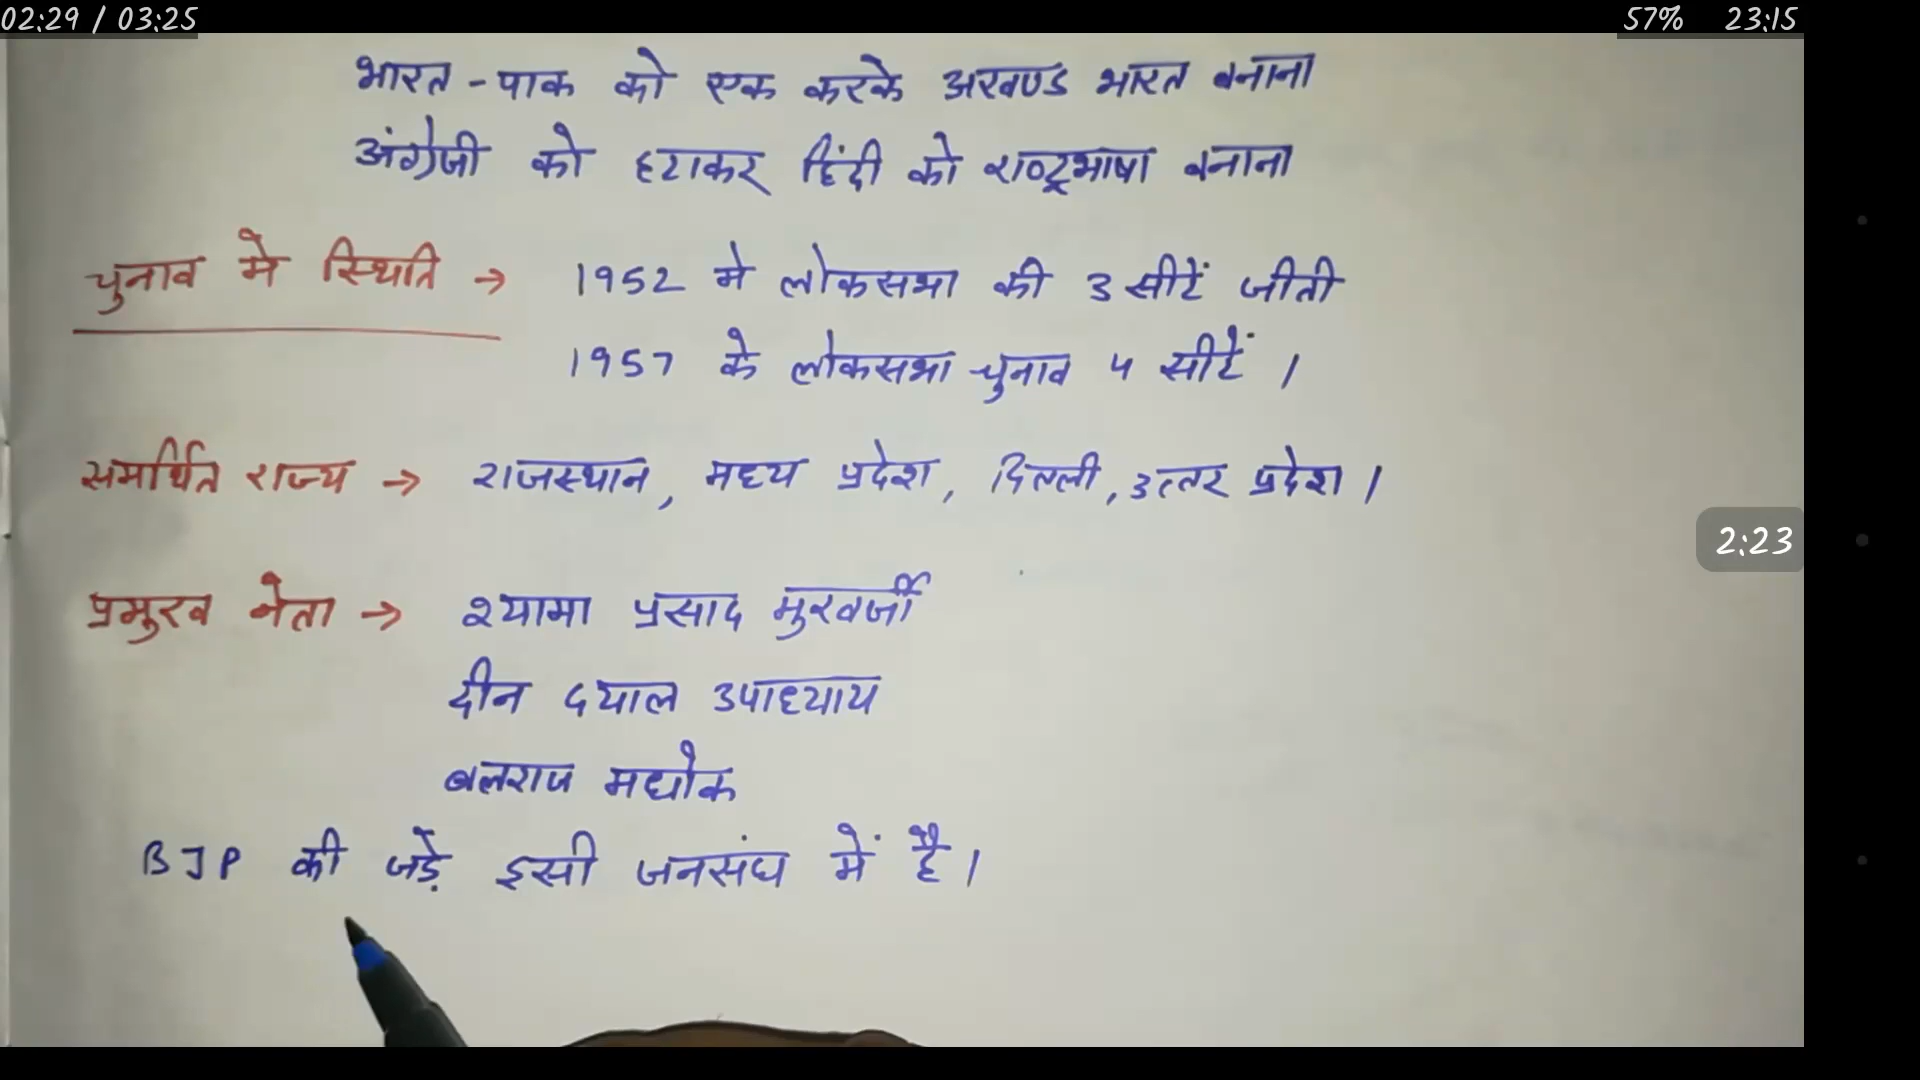 02:29 / 03:25
57% 23:15
भारत - पाक को एक करके अखण्ड भारत बनाना
अंग्रेजी को हटाकर हिंदी को राष्ट्रभाषा बनाना
चुनाव मे स्थिति → 1952 मे लोकसभा की 3 सीटें जीती
1957 के लोकसभा चुनाव 4 सीटें ।
समर्थित राज्य → राजस्थान, मध्य प्रदेश, दिल्ली, उत्तर प्रदेश ।
2:23
प्रमुख नेता → श्यामा प्रसाद मुखर्जी
दीन दयाल उपाध्याय
बलराज मधोक
BJP की जड़े इसी जनसंघ में है ।